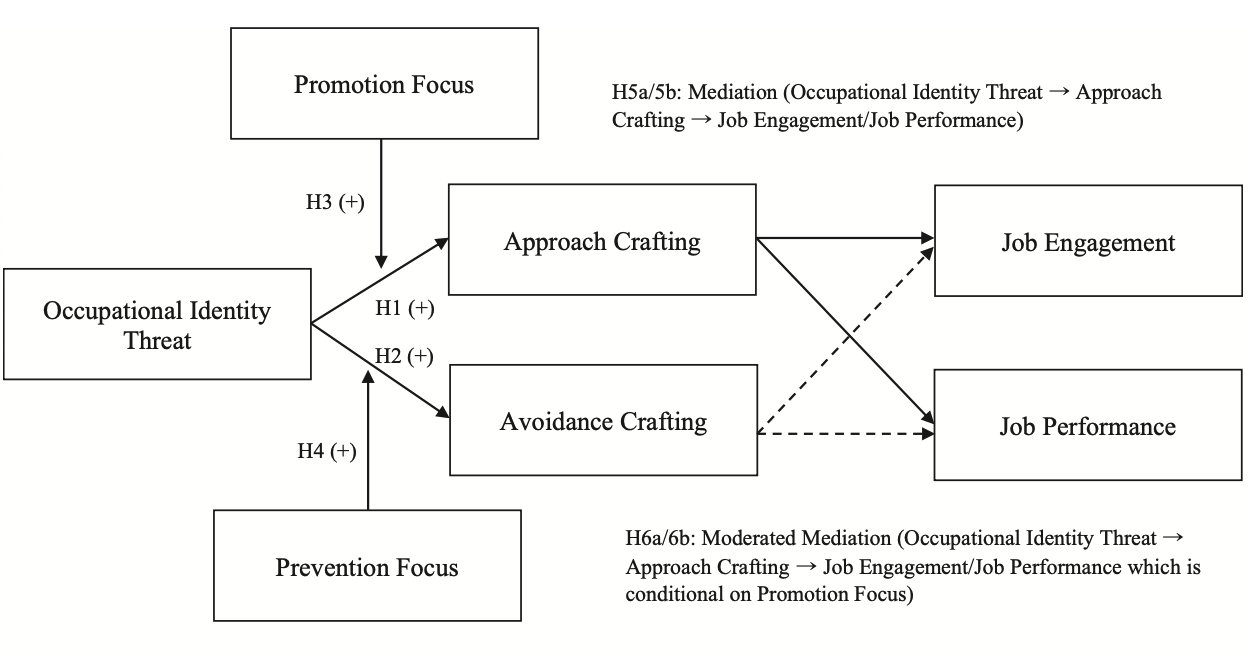 Promotion Focus
H5a/5b: Mediation (Occupational Identity Threat → Approach
Crafting → Job Engagement/Job Performance)
H3 (+)
Approach Crafting
Job Engagement
Occupational Identity
Threat
H1 (+)
H2 (+)
Avoidance Crafting
Job Performance
H4 (+)
Prevention Focus
H6a/6b: Moderated Mediation (Occupational Identity Threat →
Approach Crafting → Job Engagement/Job Performance which is
conditional on Promotion Focus)